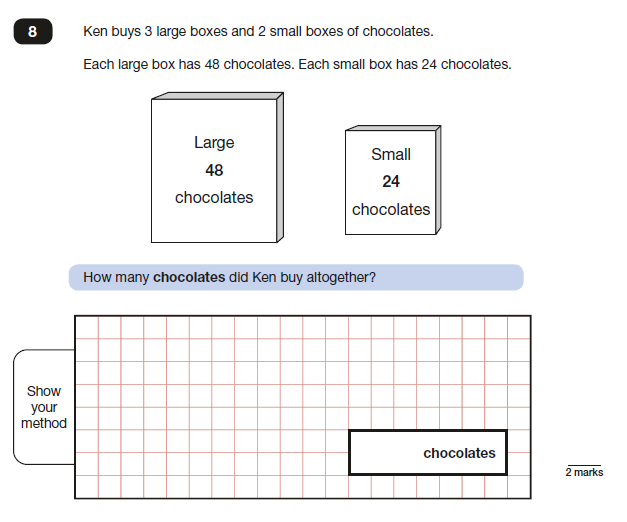 8
Ken buys 3 large boxes and 2 small boxes of chocolates.
Each large box has 48 chocolates. Each small box has 24 chocolates.
Large
48
chocolates
Small
24
chocolates
How many chocolates did Ken buy altogether?
Show
your
method
chocolates
2 marks